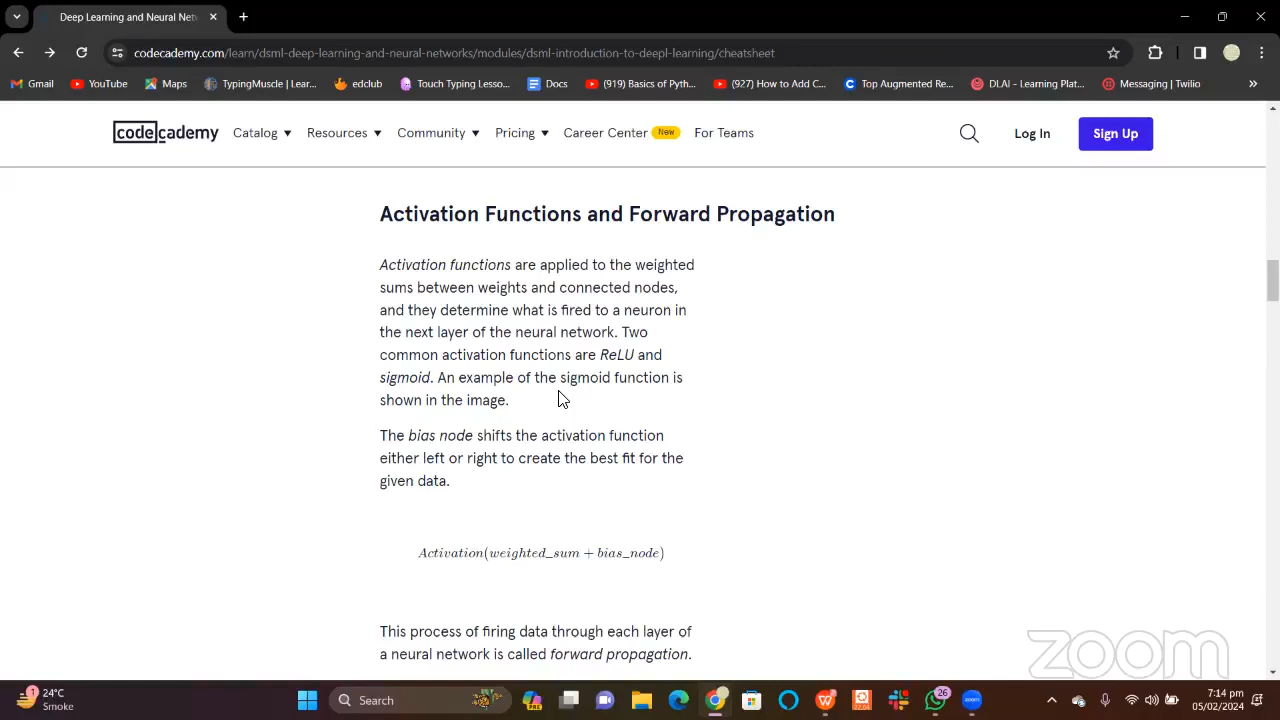 Deep Learning and Neural Netw
codecademy.com/learn/dsml-deep-learning-and-neural-networks/modules/dsml-introduction-to-deepl-learning/cheatsheet
Gmail YouTube Maps TypingMuscle | Lear... edclub Touch Typing Lesso... Docs (919) Basics of Pyth... (927) How to Add C... Top Augmented Re... DLAI - Learning Plat... Messaging | Twilio
codecademy Catalog Resources Community Pricing Career Center New For Teams Log In Sign Up
Activation Functions and Forward Propagation
Activation functions are applied to the weighted
sums between weights and connected nodes,
and they determine what is fired to a neuron in
the next layer of the neural network. Two
common activation functions are ReLU and
sigmoid. An example of the sigmoid function is
shown in the image.
The bias node shifts the activation function
either left or right to create the best fit for the
given data.
Activation(weighted_sum + bias_node)
This process of firing data through each layer of
a neural network is called forward propagation.
zoom
1 24°C
Smoke
Search
26
zoom
7:14 pm
05/02/2024